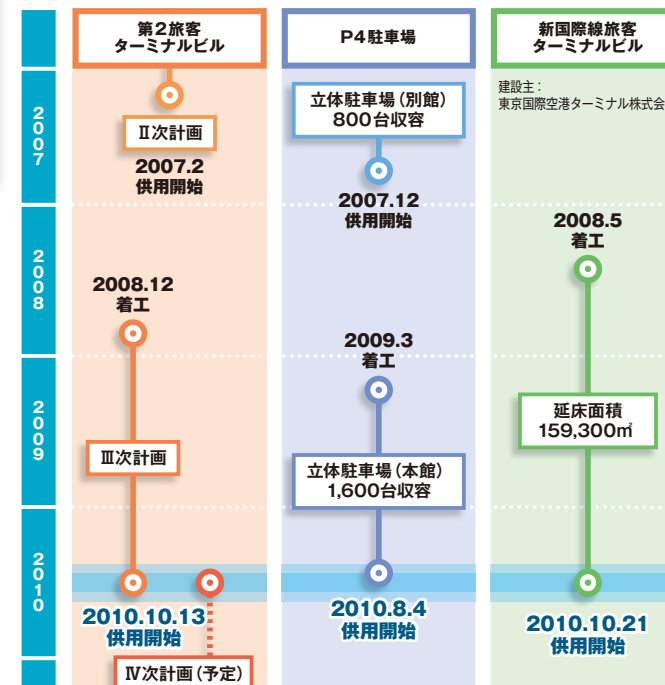 第2旅客
ターミナルビル
P4駐車場
新国際線旅客
ターミナルビル
2007
2008
2009
2010
Ⅱ次計画
2007.2
供用開始
2008.12
着工
Ⅲ次計画
2010.10.13
供用開始
Ⅳ次計画(予定)
立体駐車場(別館)
800台収容
2007.12
供用開始
2009.3
着工
立体駐車場(本館)
1,600台収容
2010.8.4
供用開始
建設主:
東京国際空港ターミナル株式会
2008.5
着工
延床面積
159,300㎡
2010.10.21
供用開始